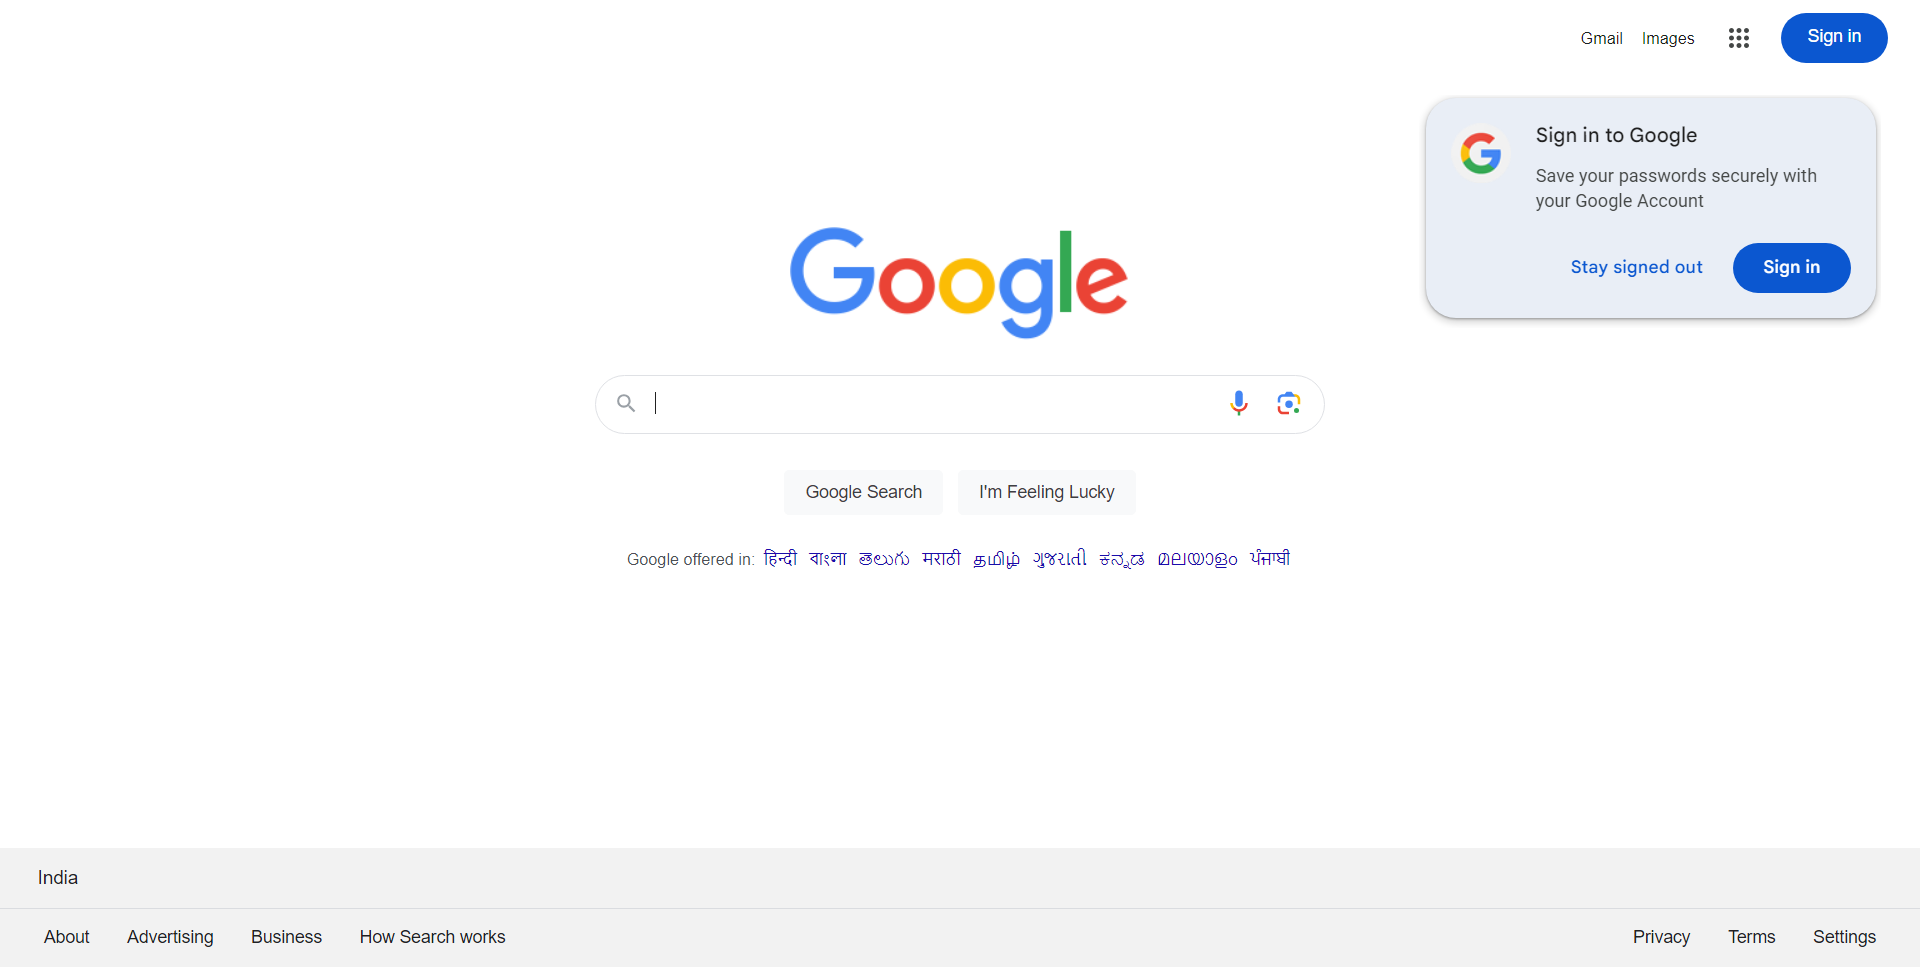 Gmail Images Sign in
Sign in to Google
Save your passwords securely with
your Google Account
Stay signed out Sign in
Google
Google Search I'm Feeling Lucky
Google offered in: हिन्दी বাংলা తెలుగు मराठी தமிழ் ગુજરાતી ಕನ್ನಡ മലയാളം ਪੰਜਾਬੀ
India
About Advertising Business How Search works Privacy Terms Settings